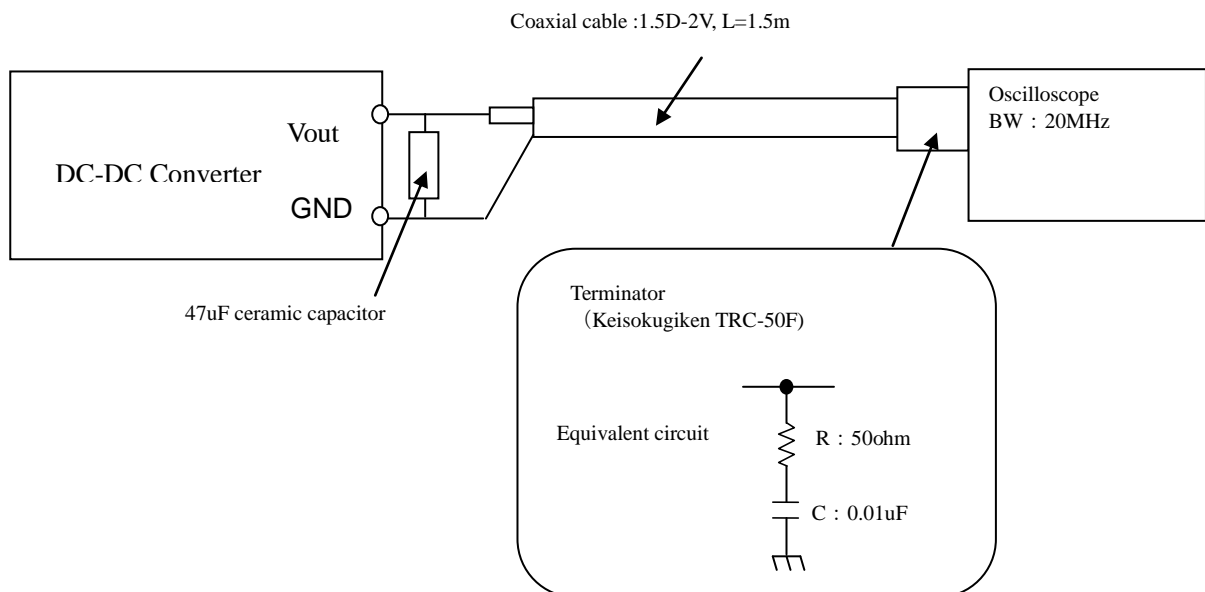 Coaxial cable :1.5D-2V, L=1.5m
Oscilloscope
BW：20MHz
Vout
DC-DC Converter
GND
47uF ceramic capacitor
Terminator
（Keisokugiken TRC-50F)
Equivalent circuit
R：50ohm
C：0.01uF